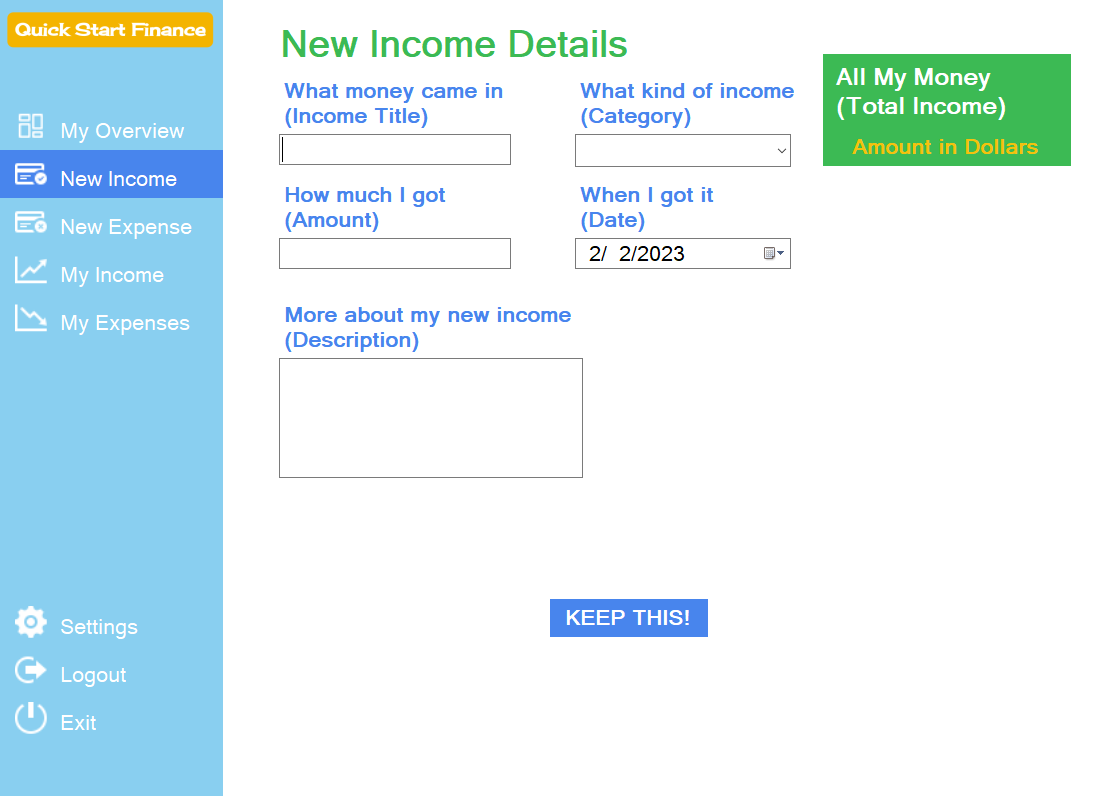 Quick Start Finance
My Overview
New Income
New Expense
My Income
My Expenses
Settings
Logout
Exit
New Income Details
What money came in
(Income Title)
What kind of income
(Category)
How much I got
(Amount)
When I got it
(Date)
2/ 2/2023
More about my new income
(Description)
KEEP THIS!
All My Money
(Total Income)
Amount in Dollars